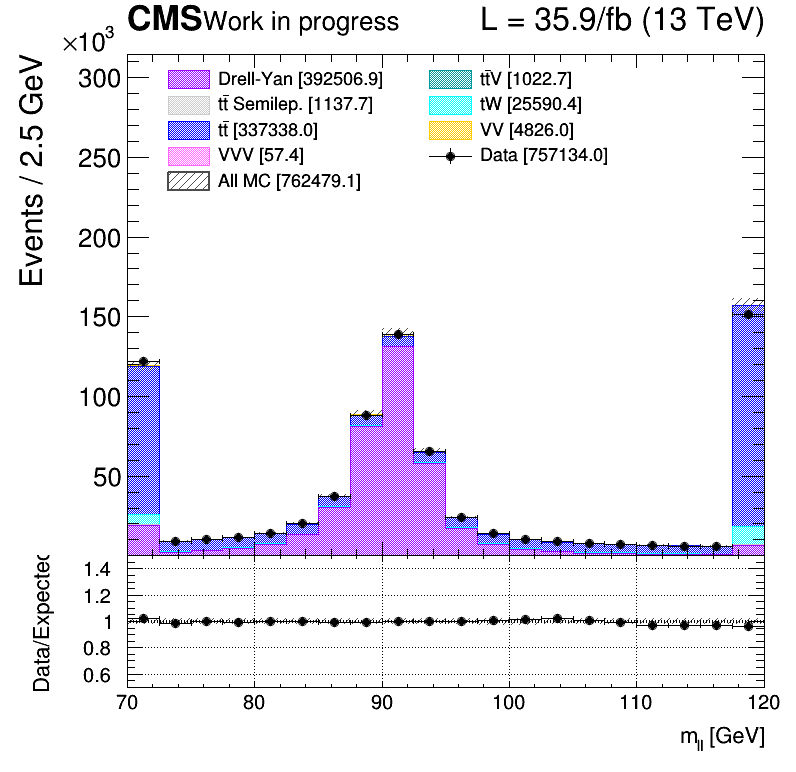 CMS Work in progress L = 35.9/fb (13 TeV)
×10³
Events / 2.5 GeV
300
250
200
150
100
50
Drell-Yan [392506.9]
tt̄ Semilep. [1137.7]
tt̄ [337338.0]
VVV [57.4]
All MC [762479.1]
tt̄V [1022.7]
tW [25590.4]
VV [4826.0]
Data [757134.0]
Data/Expected
1.4
1.2
1
0.8
0.6
70 80 90 100 110 120
m_ll [GeV]